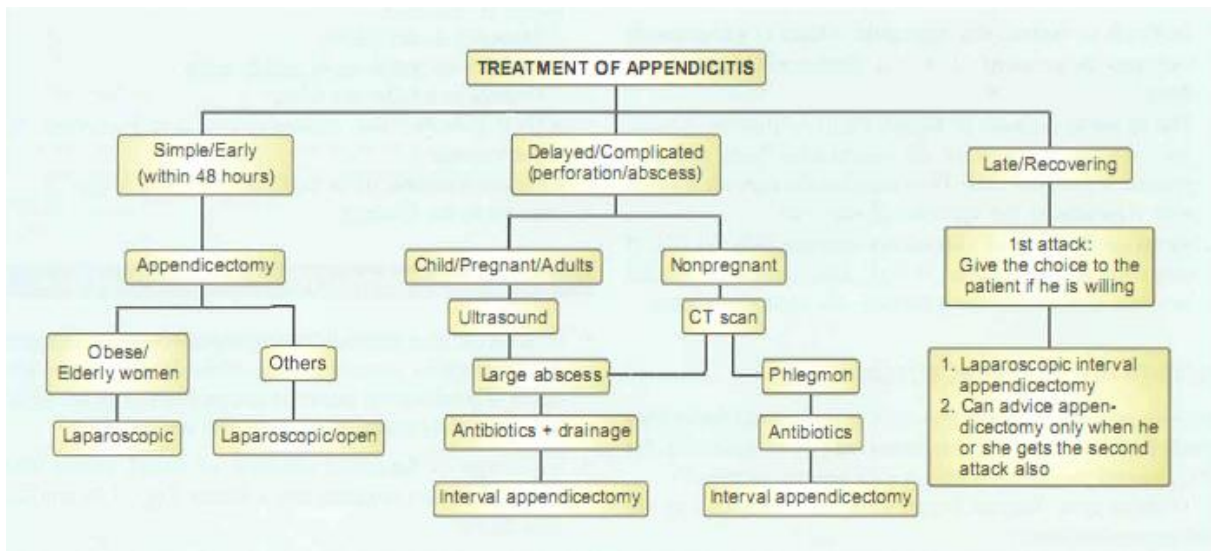 TREATMENT OF APPENDICITIS
Simple/Early
(within 48 hours)
Delayed/Complicated
(perforation/abscess)
Late/Recovering
Appendicectomy
Child/Pregnant/Adults
Nonpregnant
1st attack:
Give the choice to the
patient if he is willing
Ultrasound
CT scan
Obese/
Elderly women
Others
Large abscess
Phlegmon
1. Laparoscopic interval
appendicectomy
2. Can advice appen-
dicectomy only when he
or she gets the second
attack also
Laparoscopic
Laparoscopic/open
Antibiotics + drainage
Antibiotics
Interval appendicectomy
Interval appendicectomy